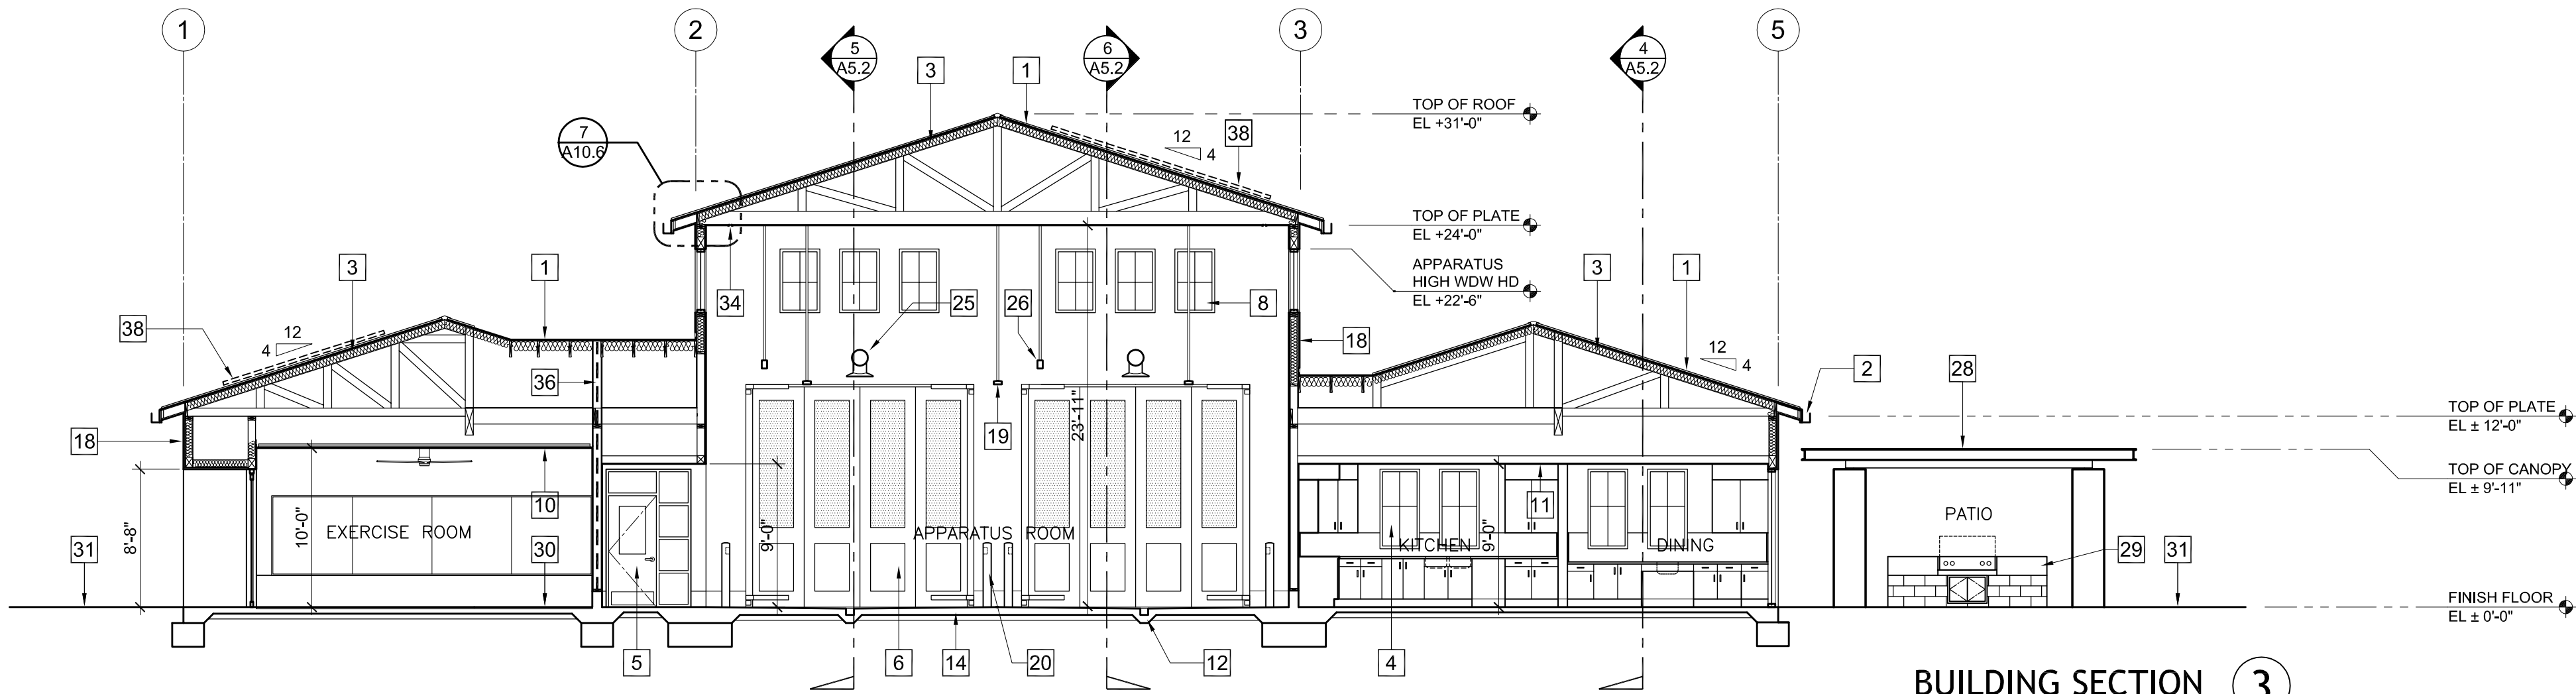 1
2
3
5
5
A5.2
6
A5.2
4
A5.2
3
1
TOP OF ROOF
EL +31'-0"
7
A10.6
12
4
38
TOP OF PLATE
EL +24'-0"
APPARATUS
HIGH WDW HD
EL +22'-6"
3
1
34
25
26
8
3
1
38
12
4
18
12
4
36
2
28
19
23'-11"
TOP OF PLATE
EL ± 12'-0"
18
TOP OF CANOPY
EL ± 9'-11"
10
11
8'-8"
10'-0"
9'-0"
9'-0"
EXERCISE ROOM
APPARATUS ROOM
KITCHEN
DINING
PATIO
31
30
29
31
FINISH FLOOR
EL ± 0'-0"
5
6
14
20
12
4
BUILDING SECTION
3